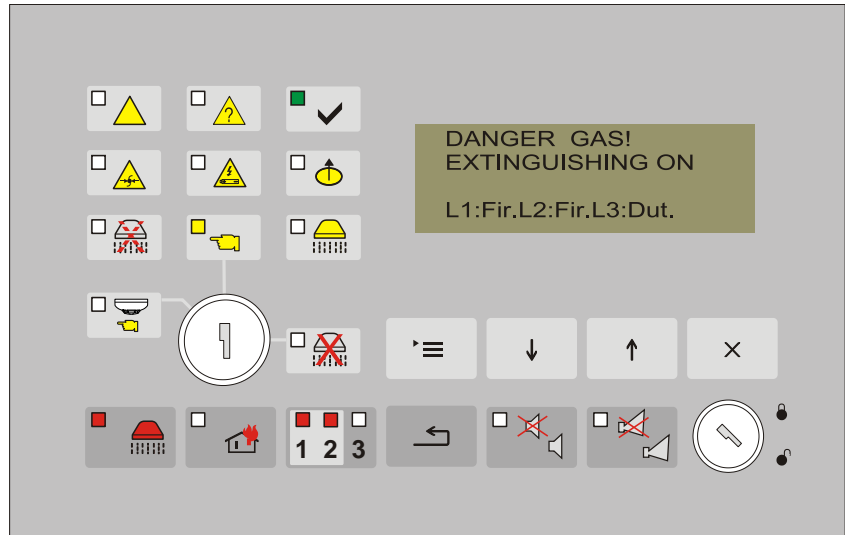 ?
DANGER GAS!
EXTINGUISHING ON
L1:Fir.L2:Fir.L3:Dut.
1 2 3